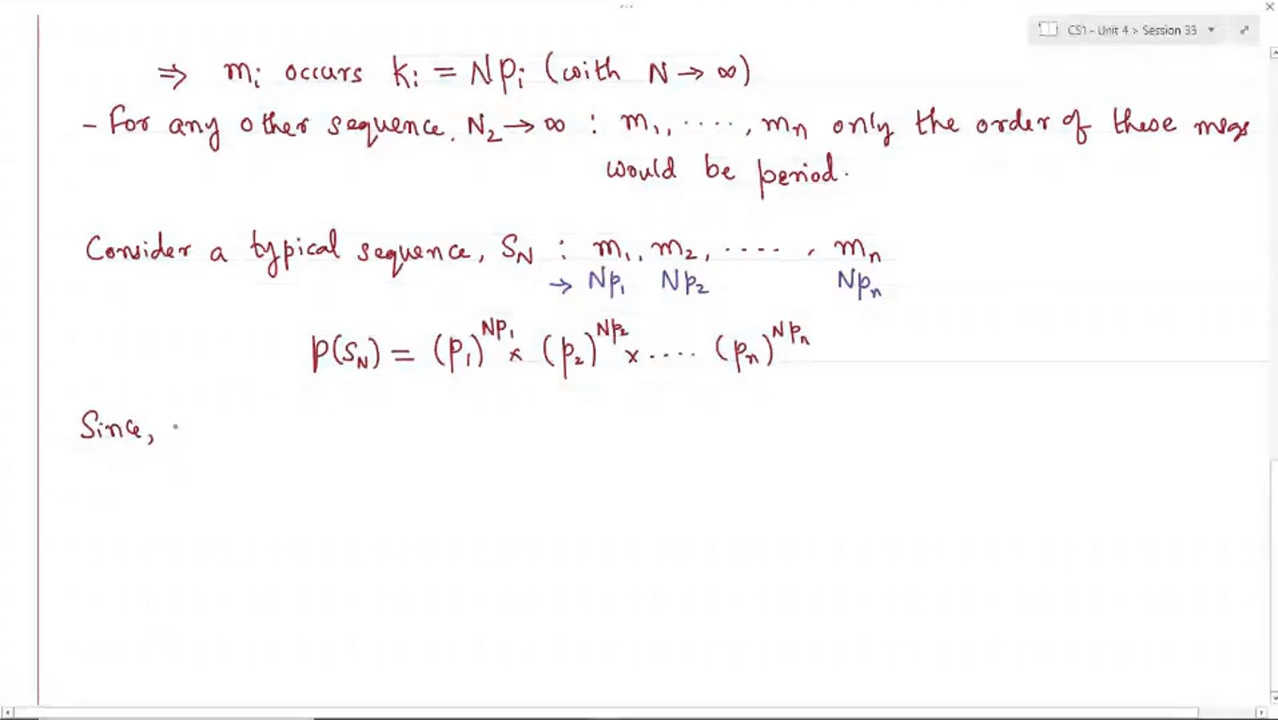 CS1 - Unit 4 > Session 33
⇒ mᵢ occurs Kᵢ = Npᵢ (with N → ∞)
- For any other sequence, N₂ → ∞ : m₁, ...., mₙ only the order of these msgs
would be period.
Consider a typical sequence, S_N : m₁, m₂, ...., mₙ
→ Np₁ Np₂ Npₙ
P(S_N) = (p₁)^{Np₁} × (p₂)^{Np₂} × .... (pₙ)^{Npₙ}
Since,